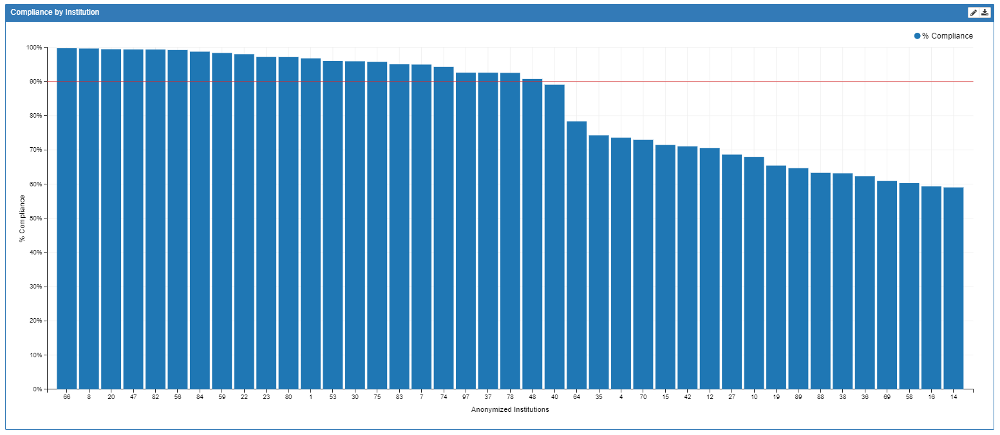 Compliance by Institution
% Compliance
100%
90%
80%
70%
60%
50%
40%
30%
20%
10%
0%
% Compliance
66 8 20 47 82 56 84 59 22 23 80 1 53 30 75 83 7 74 97 37 78 48 40 64 35 4 70 15 42 12 27 10 19 89 88 38 36 69 58 16 14
Anonymized Institutions